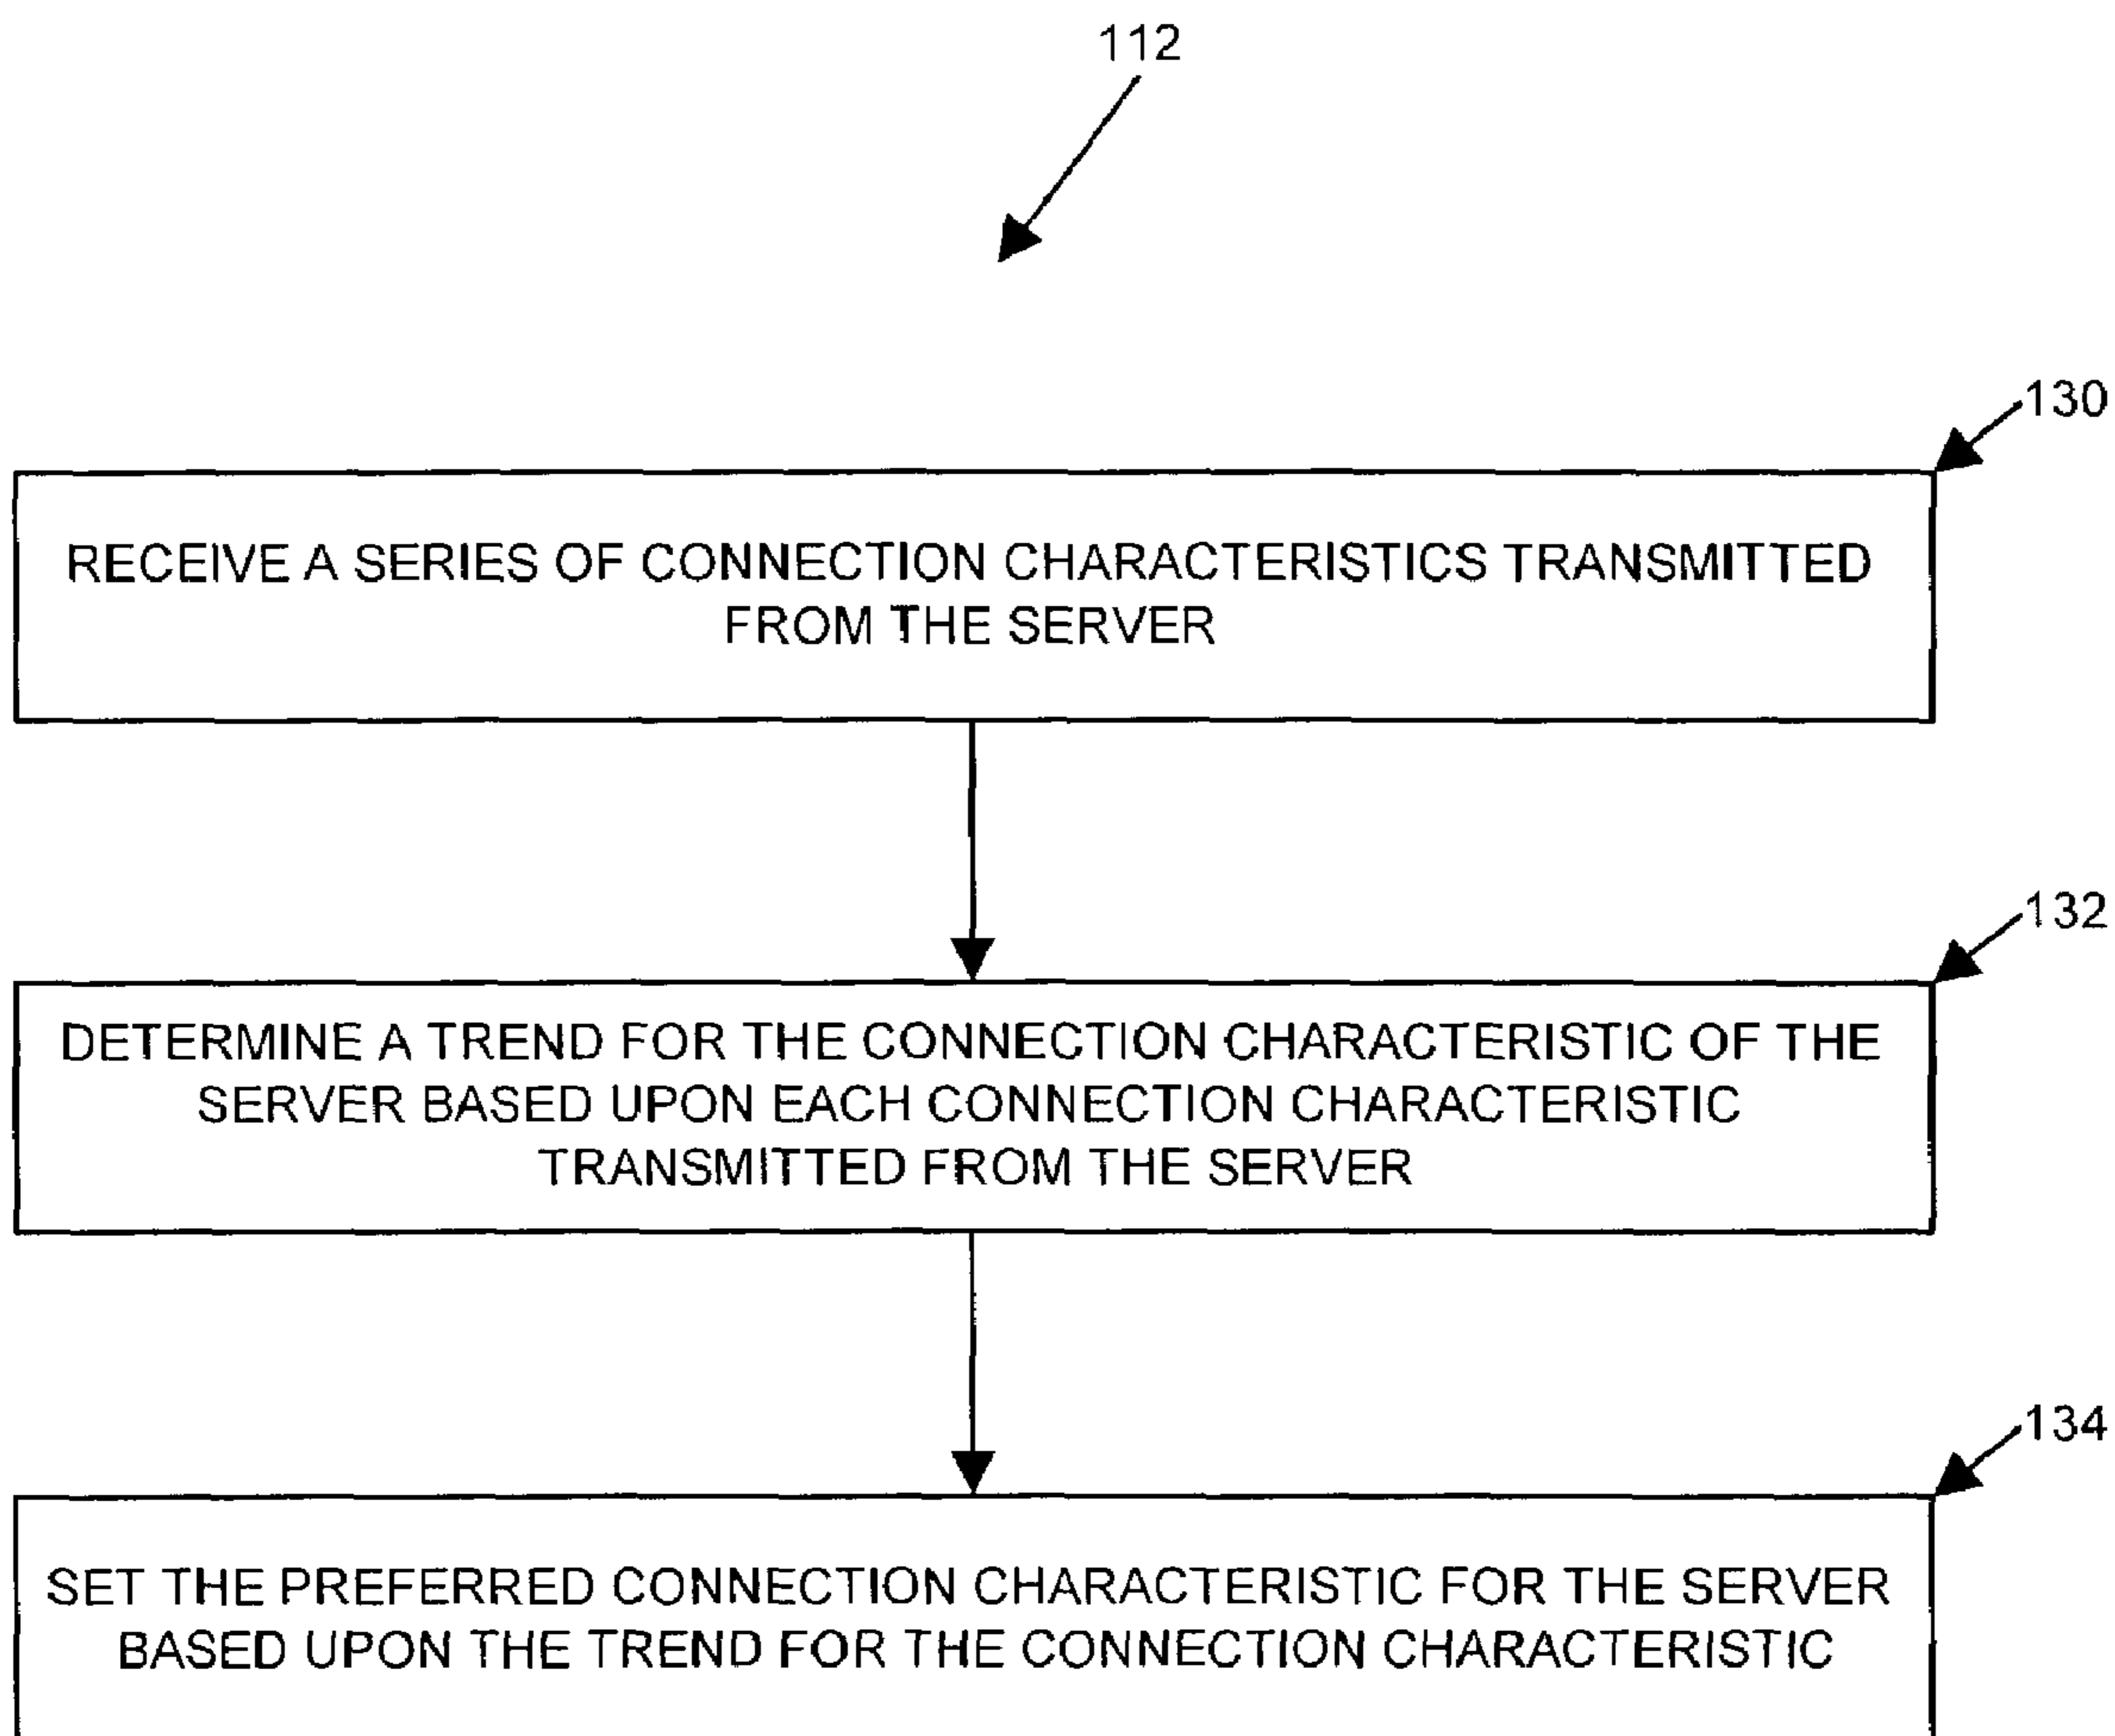 112
130
RECEIVE A SERIES OF CONNECTION CHARACTERISTICS TRANSMITTED
FROM THE SERVER
132
DETERMINE A TREND FOR THE CONNECTION CHARACTERISTIC OF THE
SERVER BASED UPON EACH CONNECTION CHARACTERISTIC
TRANSMITTED FROM THE SERVER
134
SET THE PREFERRED CONNECTION CHARACTERISTIC FOR THE SERVER
BASED UPON THE TREND FOR THE CONNECTION CHARACTERISTIC